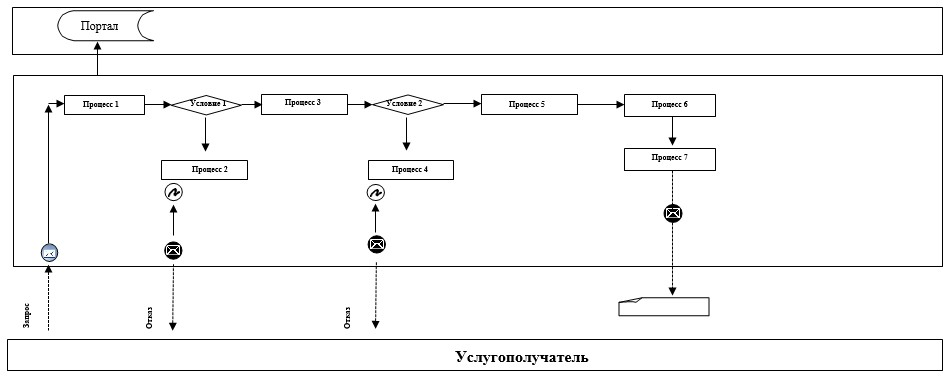 Портал
Процесс 1
Условие 1
Процесс 3
Условие 2
Процесс 5
Процесс 6
Процесс 2
Процесс 4
Процесс 7
Запрос
Отказ
Отказ
Услугополучатель